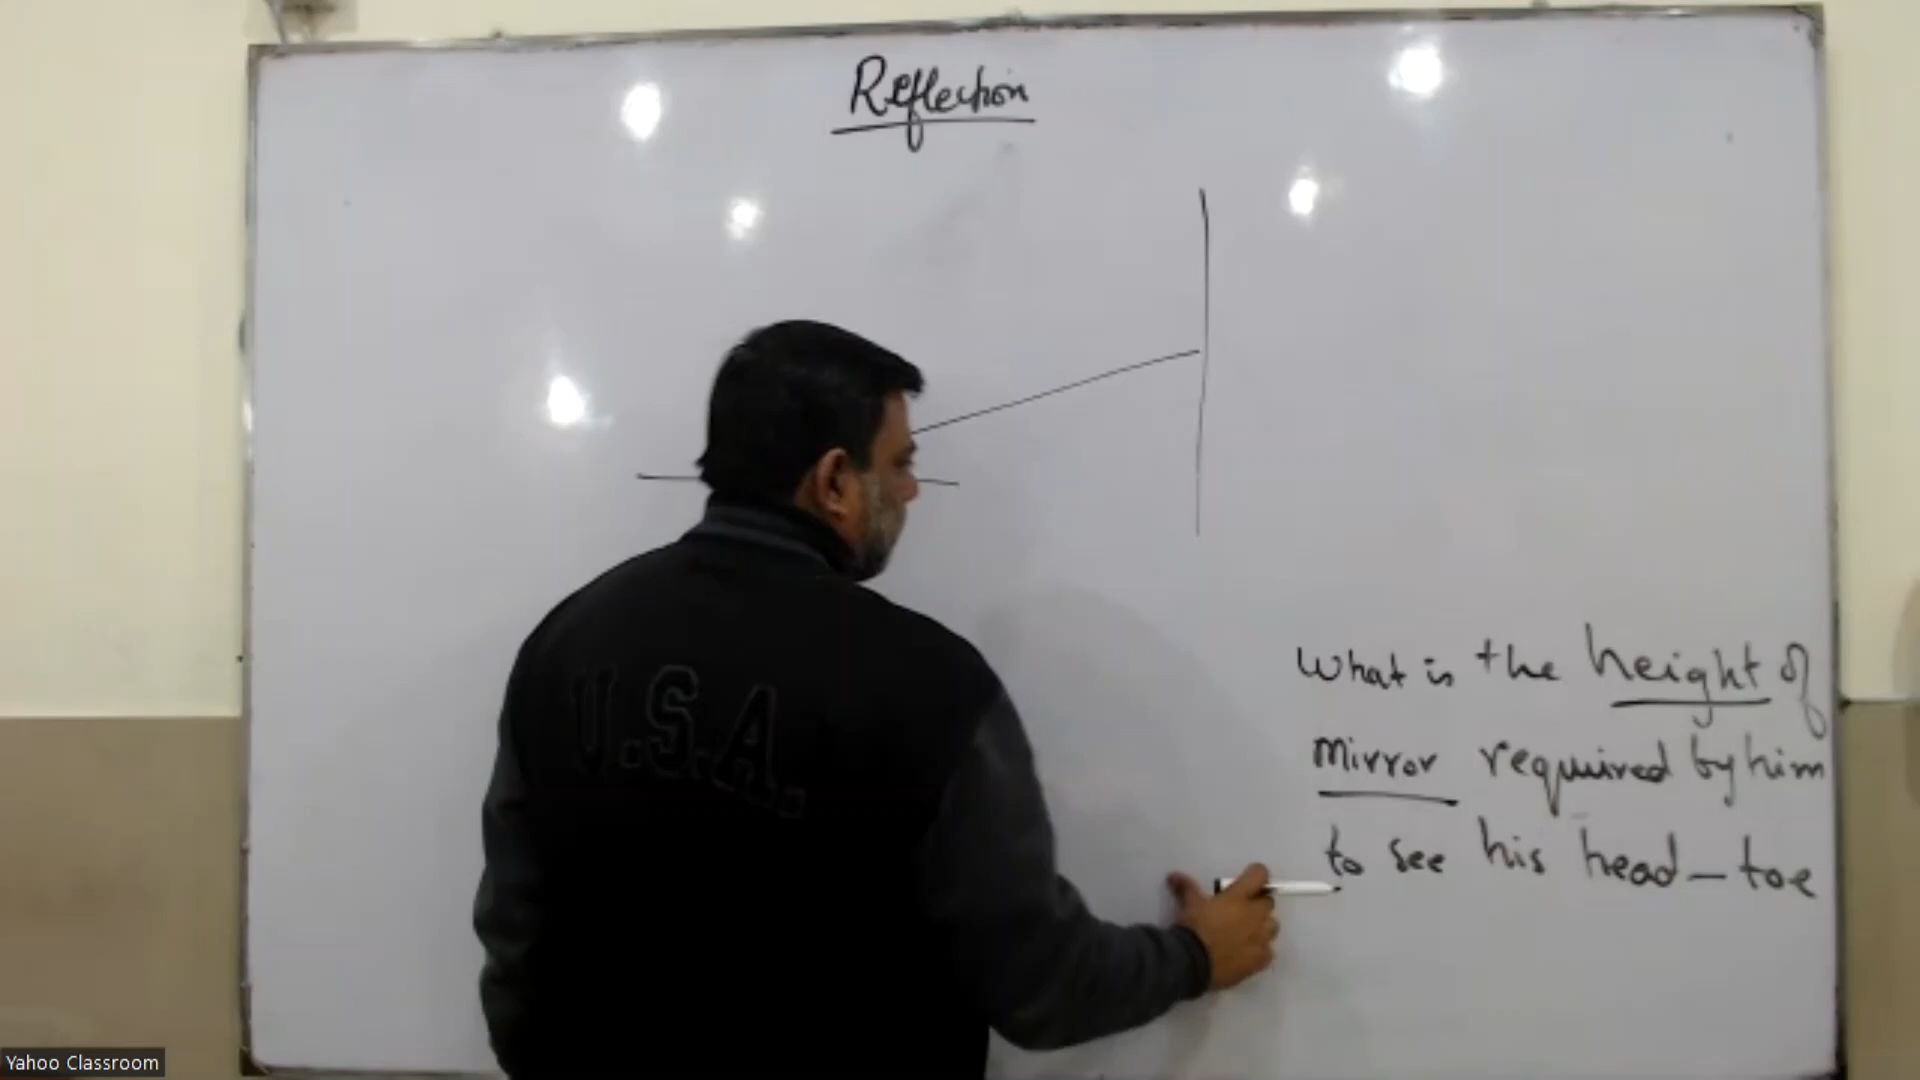 Reflection
U.S.A.
What is the height of
mirror required by him
to see his head-toe
Yahoo Classroom